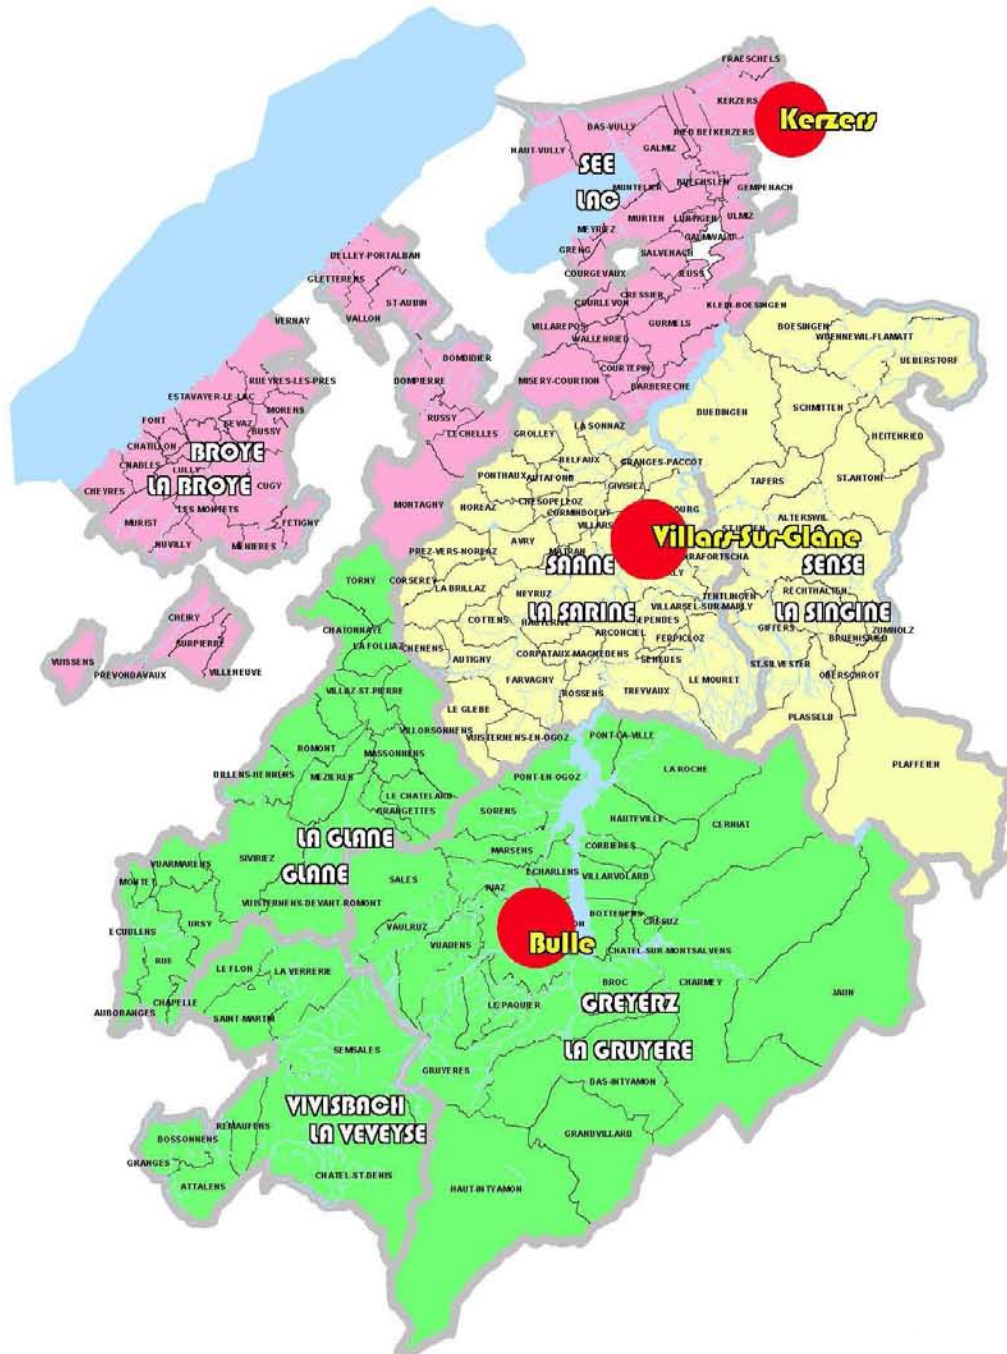 FRAESCHELS
KERZERS
Kerzers
BAS-VULLY
RIED BEI KERZERS
HAUT-VULLY
GALMIZ
SEE
LAC
MUNTELIER
BUECHSLEN
GEMPENACH
MURTEN
LURTIGEN
ULMIZ
MEYRIEZ
GALMWALD
GRENG
SALVENACH
COURGEVAUX
JEUSS
DELLEY-PORTALBAN
GLETTERENS
ST-AUBIN
VALLON
VERNAY
CRESSIER
COURLEVON
KLEIN-BOESINGEN
VILLAREPOS
GURMELS
WALLENRIED
BOESINGEN
WUENNEWIL-FLAMATT
UEBERSTORF
DOMDIDIER
DOMPIERRE
COURTEPIN
MISERY-COURTION
BARBERECHE
RUEYRES-LES-PRES
ESTAVAYER-LE-LAC
MORENS
RUSSY
LECHELLES
DUEDINGEN
SCHMITTEN
FONT
SEVAZ
BUSSY
CHATILLON
BROYE
LA SONNAZ
GROLLEY
HEITENRIED
CHABLES
LULLY
BELFAUX
GRANGES-PACCOT
CHEYRES
LA BROYE
CUGY
PONTHAUX
AUTAFOND
GIVISIEZ
TAFERS
ST.ANTONI
LES MONTETS
MONTAGNY
NOREAZ
CHESOPELLOZ
CORMINBOEUF
MURIST
FETIGNY
ALTERSWIL
NUVILLY
MENIERES
AVRY
Villars-Sur-Glane
PREZ-VERS-NOREAZ
MATRAN
SAANE
SENSE
TORNY
CORSEREY
LA BRILLAZ
NEYRUZ
TENTLINGEN
RECHTHALTEN
LA SARINE
VILLARSEL-SUR-MARLY
LA SINGINE
CHEIRY
COTTENS
HAUTERIVE
GIFFERS
ZUMHOLZ
CHATONNAYE
ARCONCIEL
FERPICLOZ
BRUENISRIED
SURPIERRE
LA FOLLIAZ
CHENENS
AUTIGNY
CORPATAUX-MAGNEDENS
SENEDES
VUISSENS
PREVONDAVAUX
VILLENEUVE
ST.SILVESTER
OBERSCHROT
FARVAGNY
ROSSENS
TREYVAUX
LE MOURET
VILLAZ-ST-PIERRE
LE GLEBE
PLASSELB
VILLORSONNENS
VUISTERNENS-EN-OGOZ
PONT-LA-VILLE
ROMONT
MASSONNENS
PLAFFEIEN
BILLENS-HENNENS
MEZIERES
PONT-EN-OGOZ
LA ROCHE
LE CHATELARD
GRANGETTES
SORENS
HAUTEVILLE
CERNIAT
LA GLANE
MARSENS
CORBIERES
VUARMARENS
SIVIRIEZ
GLANE
ECHARLENS
VILLARVOLARD
MONTET
SALES
RIAZ
VUISTERNENS-DEVANT-ROMONT
BOTTERENS
URSY
VAULRUZ
CRESUZ
ECUBLENS
VUADENS
Bulle
CHATEL-SUR-MONTSALVENS
RUE
LE FLON
LA VERRERIE
BROC
CHARMEY
JAUN
CHAPELLE
LE PAQUIER
GREYERZ
AUBORANGES
SAINT-MARTIN
SEMSALES
LA GRUYERE
GRUYERES
BAS-INTYAMON
VIVISBACH
LA VEVEYSE
REMAUFENS
BOSSONNENS
GRANDVILLARD
GRANGES
CHATEL-ST-DENIS
ATTALENS
HAUT-INTYAMON